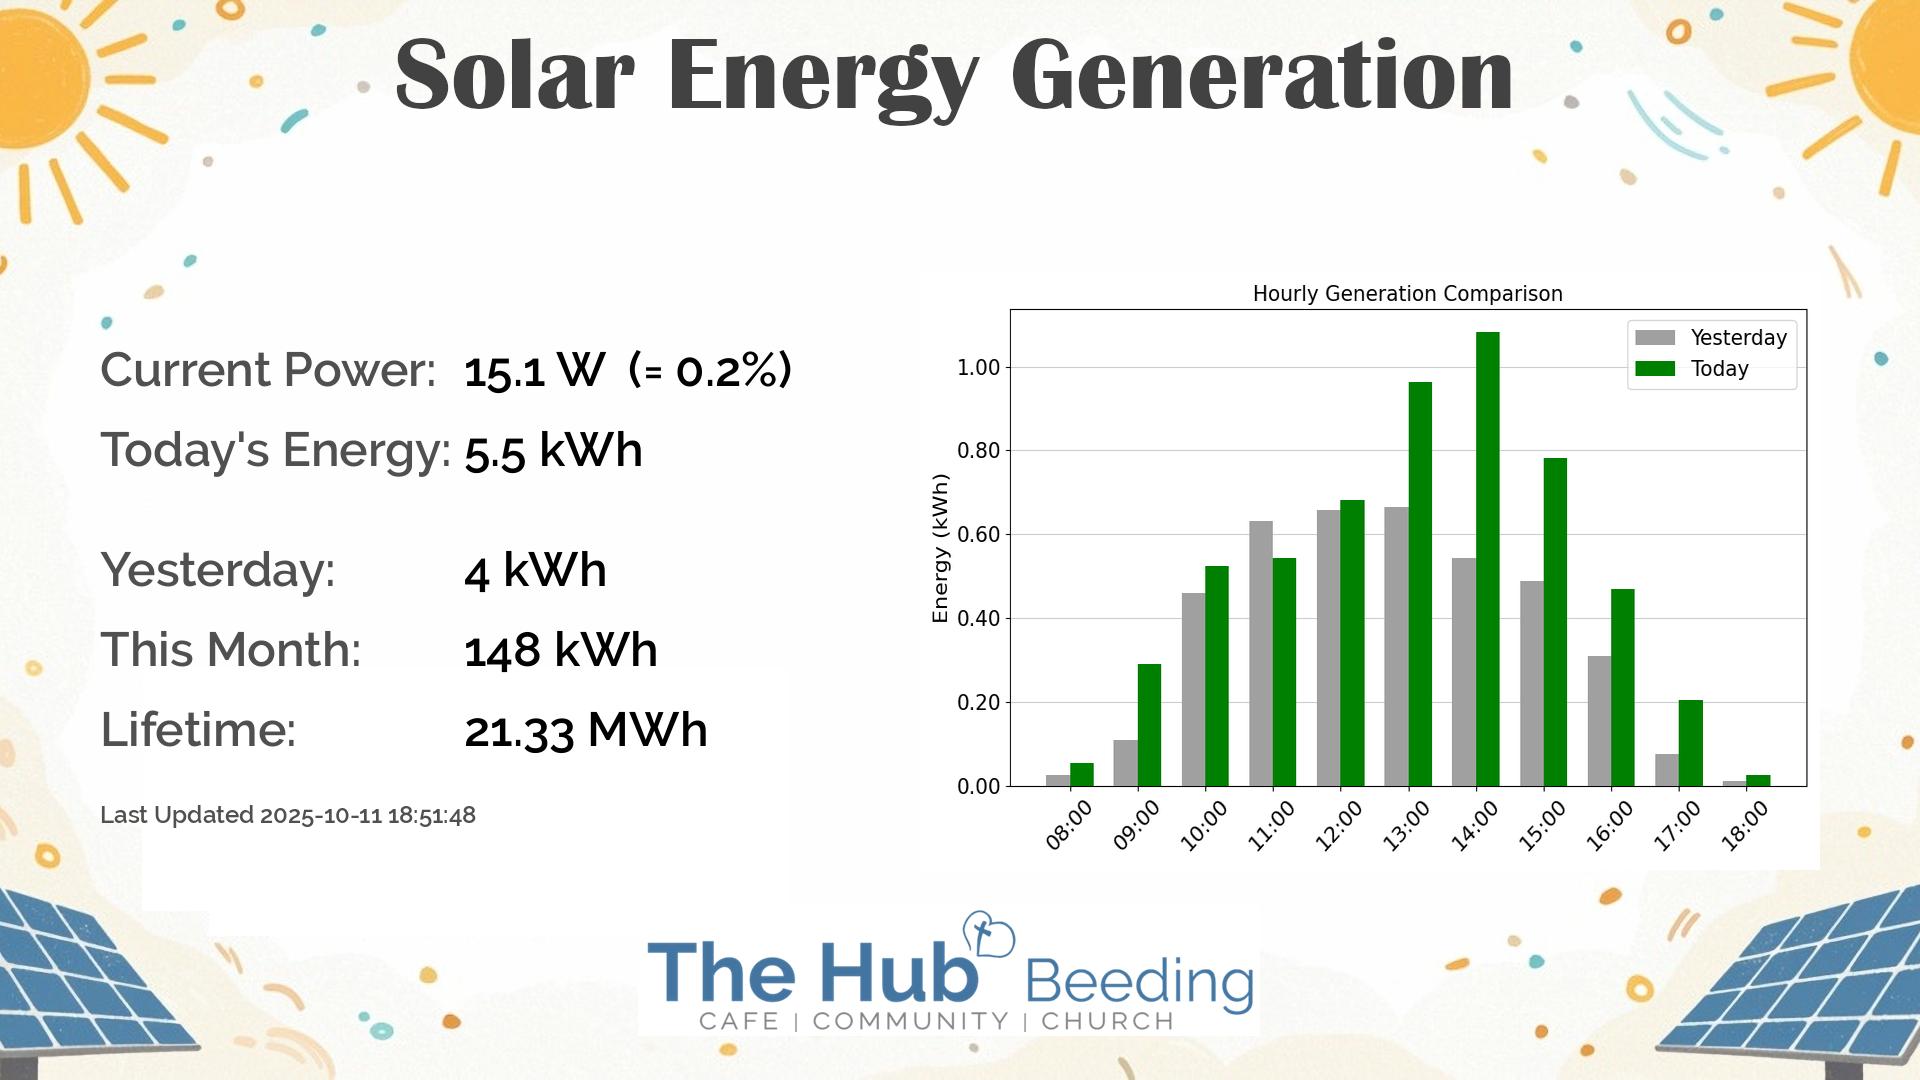 Solar Energy Generation
Current Power: 15.1 W (= 0.2%)
Today's Energy: 5.5 kWh
Yesterday: 4 kWh
This Month: 148 kWh
Lifetime: 21.33 MWh
Last Updated 2025-10-11 18:51:48
Hourly Generation Comparison
Yesterday
Today
Energy (kWh)
1.00
0.80
0.60
0.40
0.20
0.00
08:00 09:00 10:00 11:00 12:00 13:00 14:00 15:00 16:00 17:00 18:00
The Hub Beeding
CAFE | COMMUNITY | CHURCH